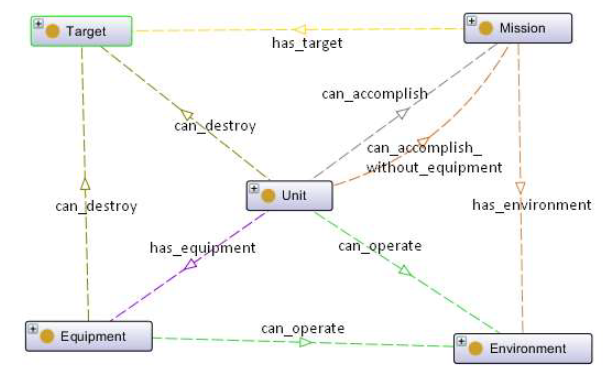 Target
Mission
has_target
can_accomplish
can_destroy
can_accomplish_
without_equipment
Unit
can_destroy
has_environment
has_equipment
can_operate
can_operate
Equipment
Environment